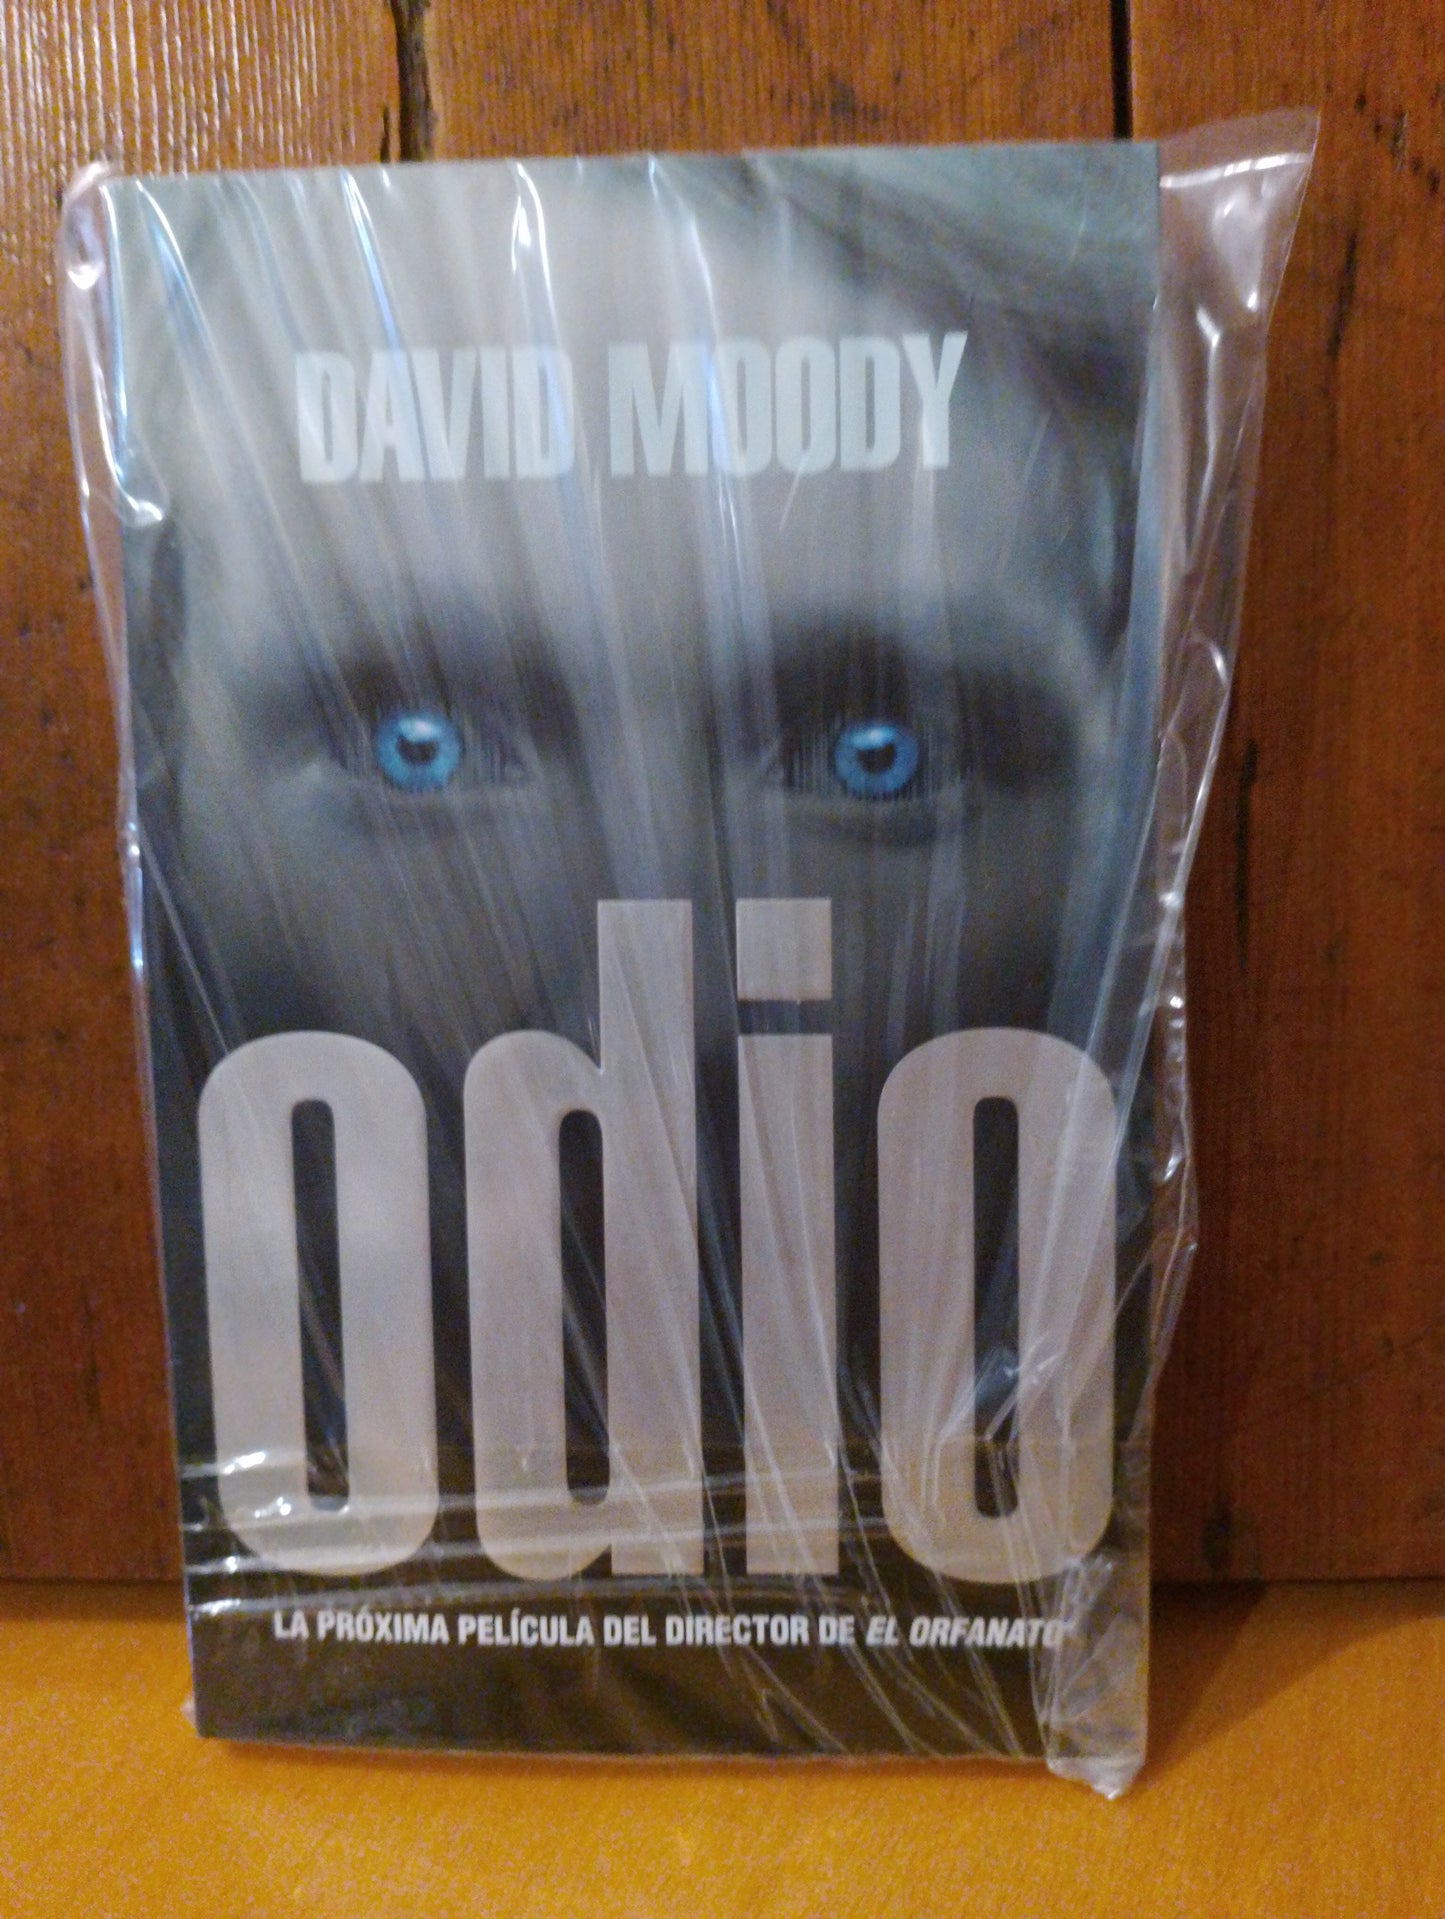 DAVID MOODY
odio
LA PRÓXIMA PELÍCULA DEL DIRECTOR DE EL ORFANATO